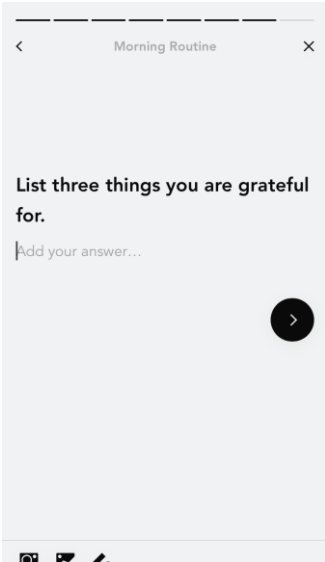 Morning Routine
List three things you are grateful
for.
Add your answer...